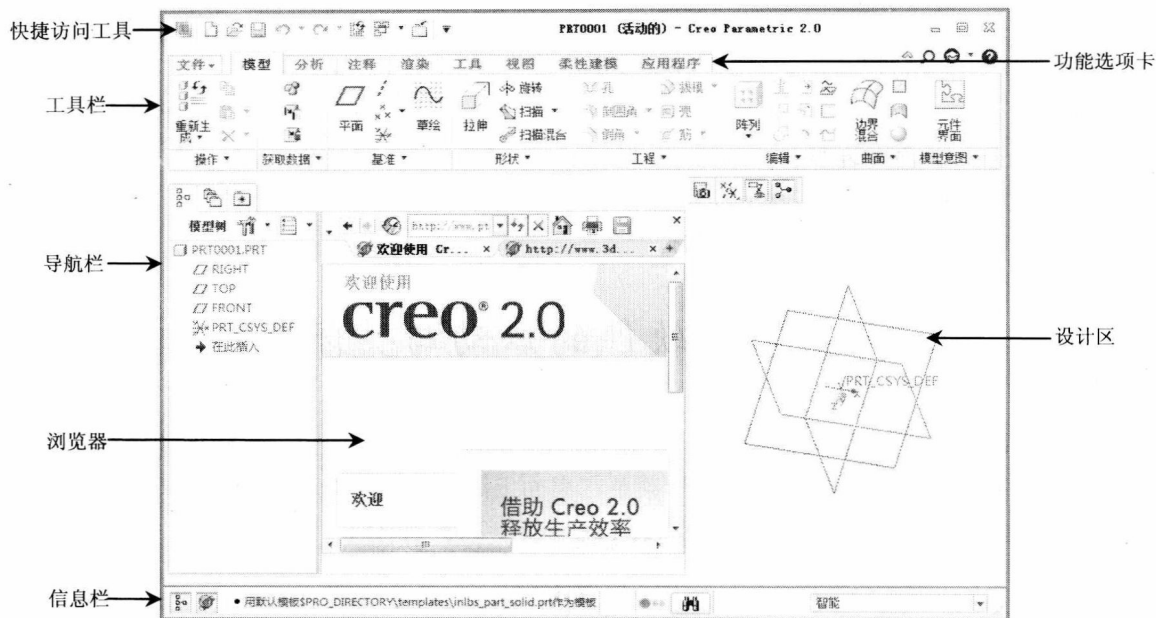 快捷访问工具
PRT0001 (活动的) - Creo Parametric 2.0
文件 模型 分析 注释 渲染 工具 视图 柔性建模 应用程序
功能选项卡
工具栏
重新生成
平面
草绘
拉伸
旋转
扫描
扫描混合
孔
倒圆角
倒角
拔模
壳
筋
阵列
边界混合
元件界面
操作 获取数据 基准 形状 工程 编辑 曲面 模型意图
模型树
http://www.pt
欢迎使用 Cr...
http://www.3d...
导航栏
PRT0001.PRT
RIGHT
TOP
FRONT
PRT_CSYS_DEF
在此插入
欢迎使用
creo® 2.0
设计区
PRT_CSYS_DEF
浏览器
欢迎
借助 Creo 2.0
释放生产效率
信息栏
用默认模板$PRO_DIRECTORY\templates\inlbs_part_solid.prt作为模板
智能